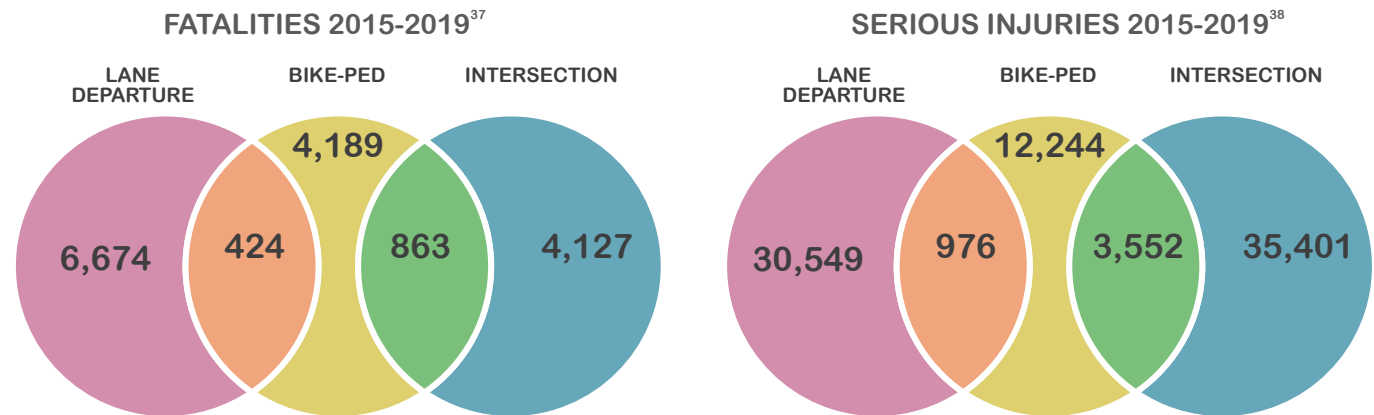 FATALITIES 2015-2019³⁷
LANE
DEPARTURE
BIKE-PED
INTERSECTION
4,189
6,674
424
863
4,127
SERIOUS INJURIES 2015-2019³⁸
LANE
DEPARTURE
BIKE-PED
INTERSECTION
12,244
30,549
976
3,552
35,401